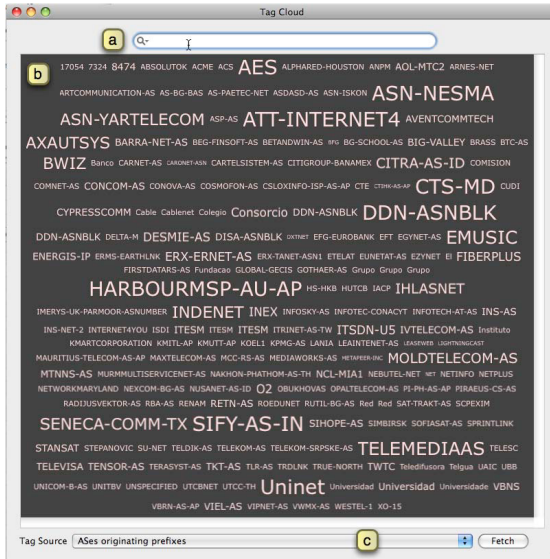 Tag Cloud
a
b
17054 7324 8474 ABSOLUTOK ACME ACS AES ALPHARED-HOUSTON ANPM AOL-MTC2 ARNES-NET
ARTCOMMUNICATION-AS AS-BG-BAS AS-PAETEC-NET ASDASD-AS ASN-ISKON ASN-NESMA
ASN-YARTELECOM ASP-AS ATT-INTERNET4 AVENTCOMMTECH
AXAUTSYS BARRA-NET-AS BEG-FINSOFT-AS BETANDWIN-AS BFG BG-SCHOOL-AS BIG-VALLEY BRASS BTC-AS
BWIZ Banco CARNET-AS CARONET-ASN CARTELSISTEM-AS CITIGROUP-BANAMEX CITRA-AS-ID COMISION
COMNET-AS CONCOM-AS CONOVA-AS COSMOFON-AS CSLOXINFO-ISP-AS-AP CTE CTIHK-AS-AP CTS-MD CUDI
CYPRESSCOMM Cable Cablenet Colegio Consorcio DDN-ASNBLK DDN-ASNBLK
DDN-ASNBLK DELTA-M DESMIE-AS DISA-ASNBLK DXTNET EFG-EUROBANK EFT EGYNET-AS EMUSIC
ENERGIS-IP ERMS-EARTHLNK ERX-ERNET-AS ERX-TANET-ASN1 ETELAT EUNETAT-AS EZYNET EI FIBERPLUS
FIRSTDATARS-AS Fundacao GLOBAL-GECIS GOTHAER-AS Grupo Grupo Grupo
HARBOURMSP-AU-AP HS-HKB HUTCB IACP IHLASNET
IMERYS-UK-PARMOOR-ASNUMBER INDENET INEX INFOSKY-AS INFOTEC-CONACYT INFOTECH-AT-AS INS-AS
INS-NET-2 INTERNET4YOU ISDI ITESM ITESM ITESM ITRINET-AS-TW ITSDN-U5 IVTELECOM-AS Instituto
KMARTCORPORATION KMITL-AP KMUTT-AP KOEL1 KPMG-AS LANIA LEAINTENET-AS LEASEWEB LIGHTNINGCAST
MAURITIUS-TELECOM-AS-AP MAXTELECOM-AS MCC-RS-AS MEDIAWORKS-AS METAPEER-INC MOLDTELECOM-AS
MTNNS-AS MURMMULTISERVICENET-AS NAKHON-PHATHOM-AS-TH NCL-MIA1 NEBUTEL-NET NET NETINFO NETPLUS
NETWORKMARYLAND NEXCOM-BG-AS NUSANET-AS-ID O2 OBUKHOVAS OPALTELECOM-AS PI-PH-AS-AP PIRAEUS-CS-AS
RADIJUSVEKTOR-AS RBA-AS RENAM RETN-AS ROEDUNET RUTIL-BG-AS Red Red SAT-TRAKT-AS SCPEXIM
SENECA-COMM-TX SIFY-AS-IN SIHOPE-AS SIMBIRSK SOFIASAT-AS SPRINTLINK
STANSAT STEPANOVIC SU-NET TELDIK-AS TELEKOM-AS TELEKOM-SRPSKE-AS TELEMEDIAAS TELESC
TELEVISA TENSOR-AS TERASYST-AS TKT-AS TLR-AS TRDLNK TRUE-NORTH TWTC Teledifusora Telgua UAIC UBB
UNICOM-B-AS UNITBV UNSPECIFIED UTCBNET UTCC-TH Uninet Universidad Universidad Universidade VBNS
VBRN-AS-AP VIEL-AS VIPNET-AS VWMX-AS WESTEL-1 XO-15
c
Tag Source ASes originating prefixes Fetch